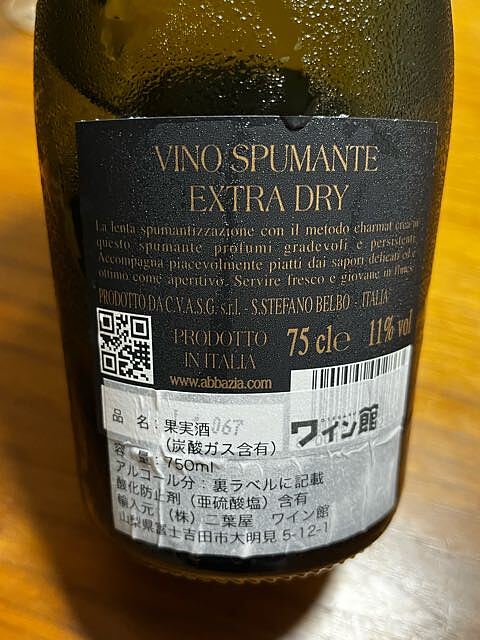 VINO SPUMANTE
EXTRA DRY
La lenta spumantizzazione con il metodo charmat crea in
questo spumante profumi gradevoli e persistenti.
Accompagna piacevolmente piatti dai sapori delicati ed è
ottimo come aperitivo. Servire fresco e giovane in
PRODOTTO DA C.V.A.S.G. s.r.l. - S.STEFANO BELBO - ITALIA
PRODOTTO
IN ITALIA
75 cl e 11% vol
www.abbazia.com
067
ワイン館
品 名：果実酒
（炭酸ガス含有）
容 量：750ml
アルコール分：裏ラベルに記載
酸化防止剤（亜硫酸塩）含有
輸入元（株）二葉屋 ワイン館
山梨県富士吉田市大明見5-12-1